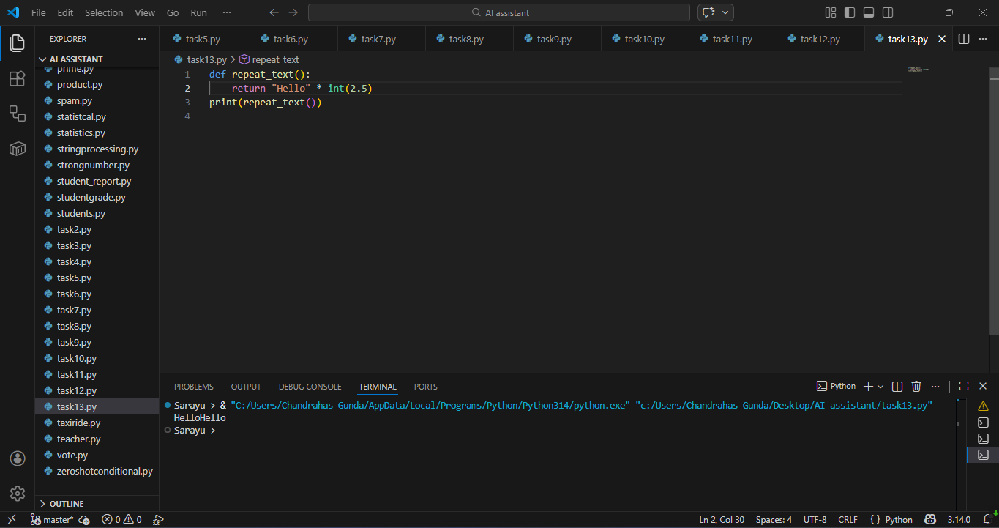 File Edit Selection View Go Run ··· AI assistant
EXPLORER ···
AI ASSISTANT
prime.py
product.py
spam.py
statistcal.py
statistics.py
stringprocessing.py
strongnumber.py
student_report.py
studentgrade.py
students.py
task2.py
task3.py
task4.py
task5.py
task6.py
task7.py
task8.py
task9.py
task10.py
task11.py
task12.py
task13.py
taxiride.py
teacher.py
vote.py
zeroshotconditional.py
OUTLINE
task5.py task6.py task7.py task8.py task9.py task10.py task11.py task12.py task13.py
task13.py > repeat_text
1 def repeat_text():
2     return "Hello" * int(2.5)
3 print(repeat_text())
4
PROBLEMS OUTPUT DEBUG CONSOLE TERMINAL PORTS Python
Sarayu > & "C:/Users/Chandrahas Gunda/AppData/Local/Programs/Python/Python314/python.exe" "c:/Users/Chandrahas Gunda/Desktop/AI assistant/task13.py"
HelloHello
Sarayu >
master* 0 0 Ln 2, Col 30 Spaces: 4 UTF-8 CRLF { } Python 3.14.0